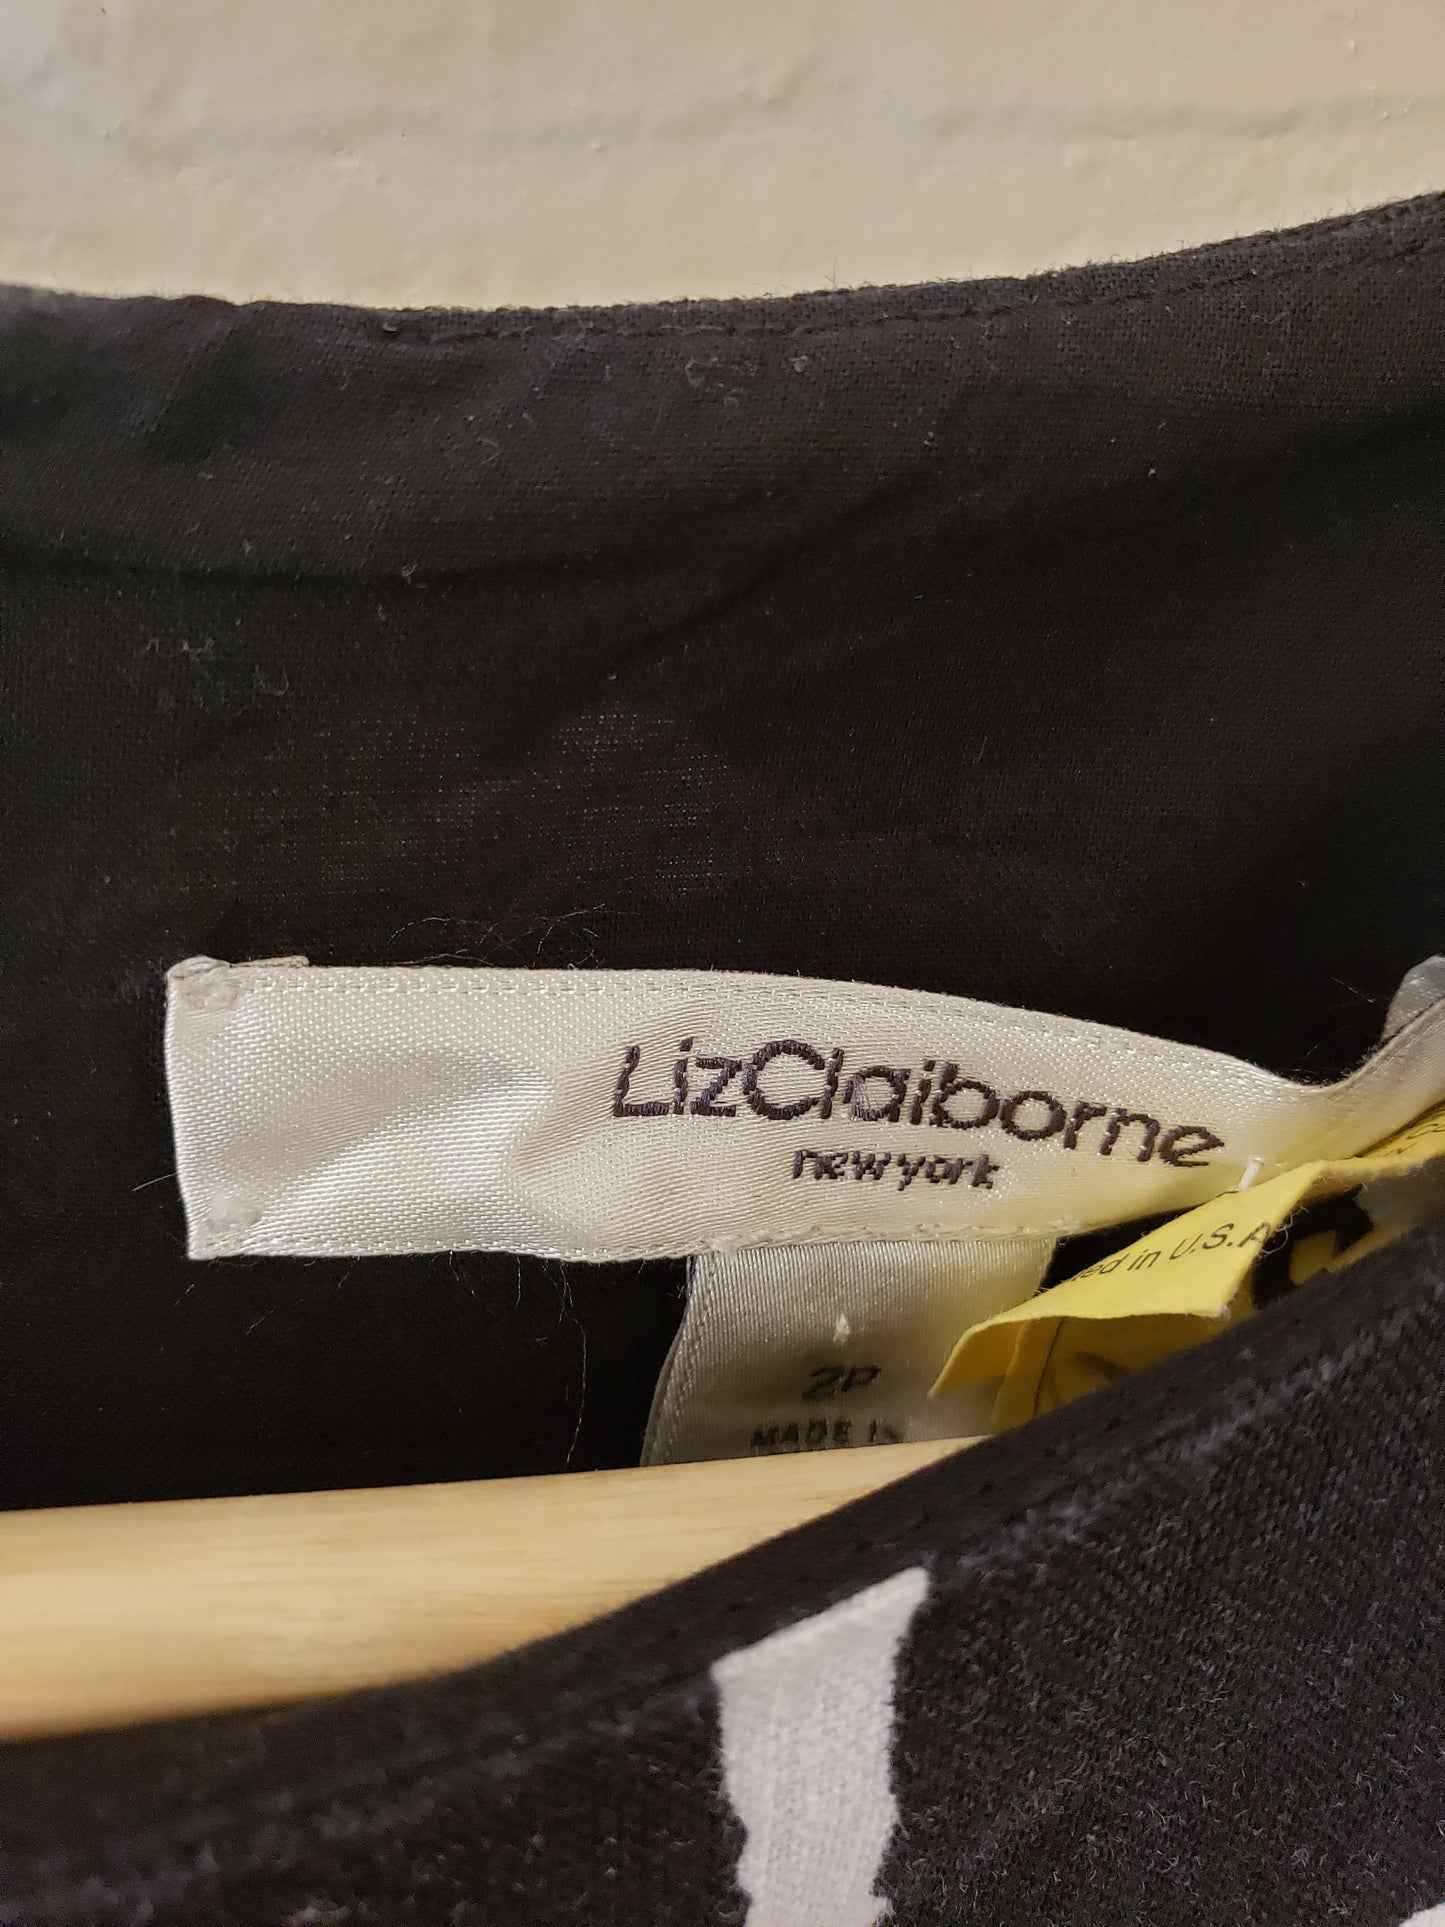 LizClaiborne
new york
ed in U.S.A
2P
MADE IN